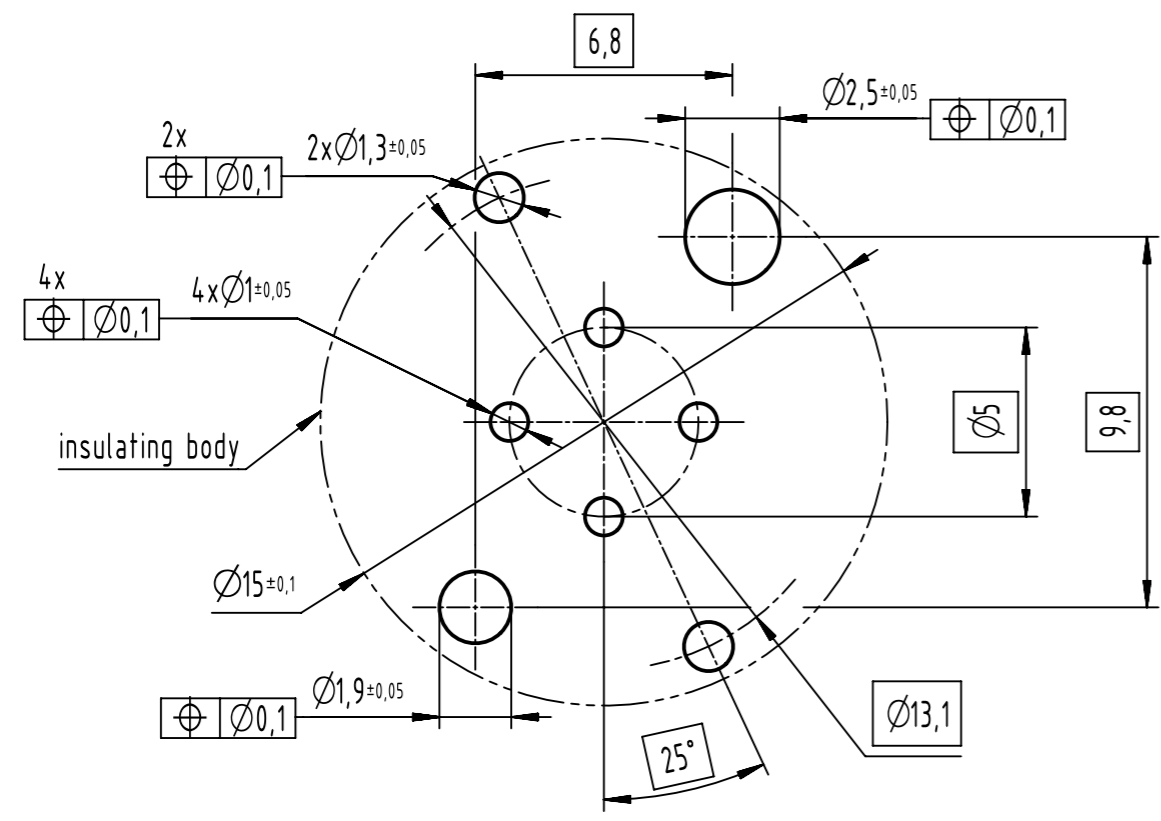 6,8
Ø2,5±0,05
⌖ Ø0,1
2x
⌖ Ø0,1
2xØ1,3±0,05
4x
⌖ Ø0,1
4xØ1±0,05
insulating body
Ø5
9,8
Ø15±0,1
Ø1,9±0,05
⌖ Ø0,1
25°
Ø13,1